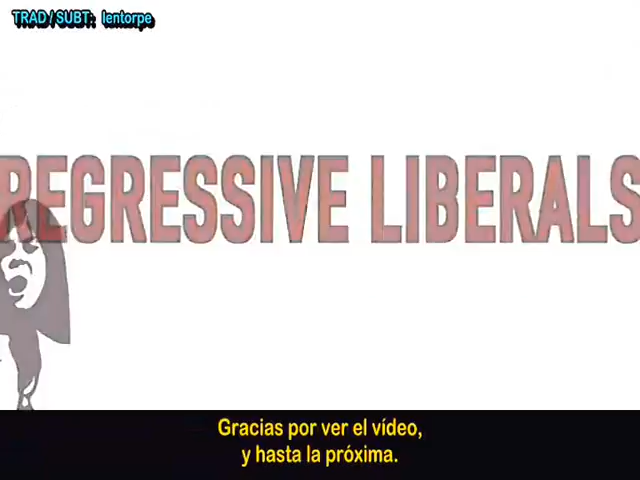 TRAD/SUBT: lentorpe
REGRESSIVE LIBERALS
Gracias por ver el vídeo,
y hasta la próxima.